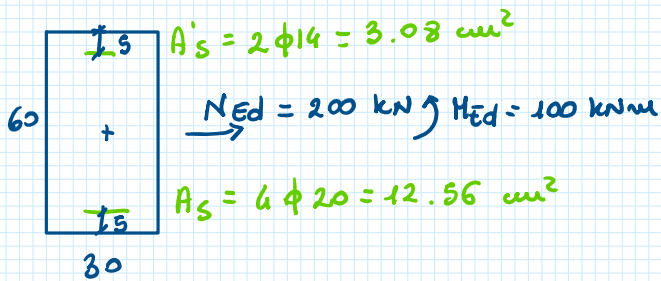 5 A's = 2ϕ14 = 3.08 cm²
60 NEd = 200 kN MEd = 100 kNm
As = 4ϕ20 = 12.56 cm²
5
30